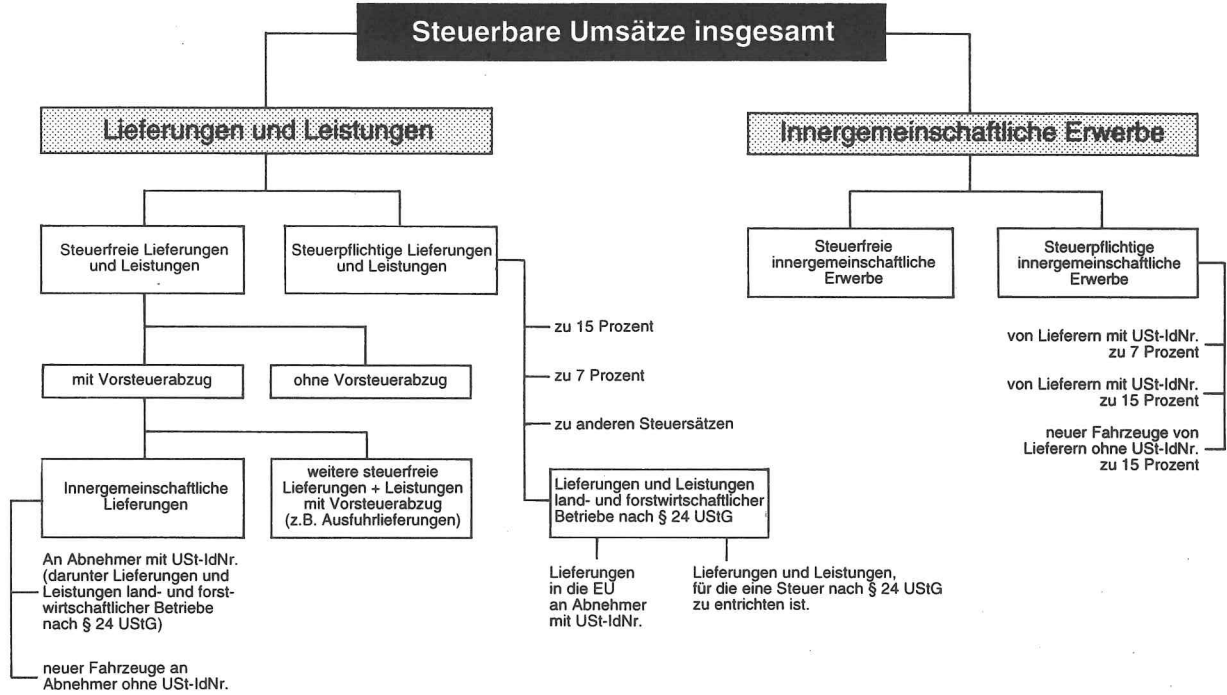 Steuerbare Umsätze insgesamt
Lieferungen und Leistungen
Innergemeinschaftliche Erwerbe
Steuerfreie Lieferungen
und Leistungen
Steuerpflichtige Lieferungen
und Leistungen
Steuerfreie
innergemeinschaftliche
Erwerbe
Steuerpflichtige
innergemeinschaftliche
Erwerbe
zu 15 Prozent
zu 7 Prozent
zu anderen Steuersätzen
von Lieferern mit USt-IdNr.
zu 7 Prozent
von Lieferern mit USt-IdNr.
zu 15 Prozent
neuer Fahrzeuge von
Lieferern ohne USt-IdNr.
zu 15 Prozent
mit Vorsteuerabzug
ohne Vorsteuerabzug
Innergemeinschaftliche
Lieferungen
weitere steuerfreie
Lieferungen + Leistungen
mit Vorsteuerabzug
(z.B. Ausfuhrlieferungen)
Lieferungen und Leistungen
land- und forstwirtschaftlicher
Betriebe nach § 24 UStG
An Abnehmer mit USt-IdNr.
(darunter Lieferungen und
Leistungen land- und forst-
wirtschaftlicher Betriebe
nach § 24 UStG)
neuer Fahrzeuge an
Abnehmer ohne USt-IdNr.
Lieferungen
in die EU
an Abnehmer
mit USt-IdNr.
Lieferungen und Leistungen,
für die eine Steuer nach § 24 UStG
zu entrichten ist.